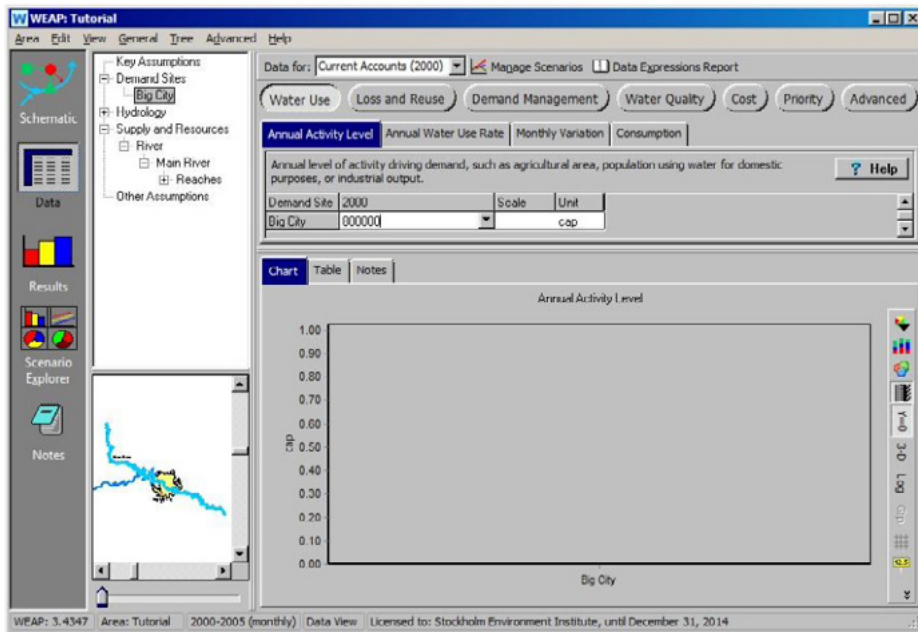 WEAP: Tutorial
Area Edit View General Tree Advanced Help
Schematic
Data
Results
Scenario
Explorer
Notes
Key Assumptions
Demand Sites
Big City
Hydrology
Supply and Resources
River
Main River
Reaches
Other Assumptions
Data for: Current Accounts (2000) Manage Scenarios Data Expressions Report
Water Use Loss and Reuse Demand Management Water Quality Cost Priority Advanced
Annual Activity Level Annual Water Use Rate Monthly Variation Consumption
Annual level of activity driving demand, such as agricultural area, population using water for domestic
purposes, or industrial output.
? Help
Demand Site 2000 Scale Unit
Big City 800000 cap
Chart Table Notes
Annual Activity Level
cap
1.00
0.90
0.80
0.70
0.60
0.50
0.40
0.30
0.20
0.10
0.00
Big City
Y=0
3-D
Log
12.5
WEAP: 3.4347 Area: Tutorial 2000-2005 (monthly) Data View Licensed to: Stockholm Environment Institute, until December 31, 2014